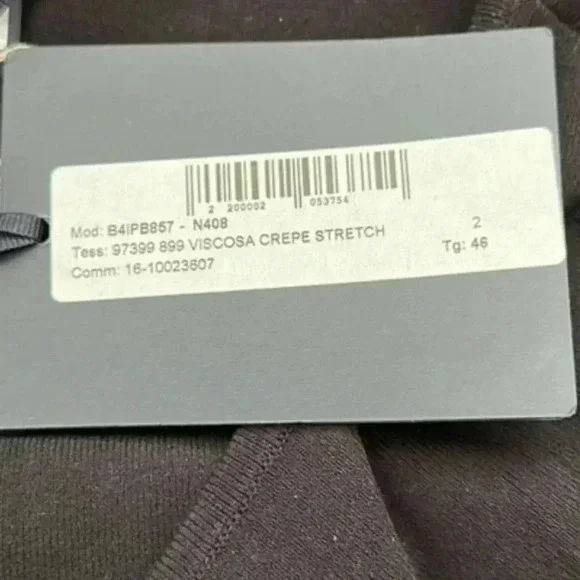 2 200002 053754
Mod: B4IPB857 - N408
Tess: 97399 899 VISCOSA CREPE STRETCH 2
Comm: 16-10023607 Tg: 46